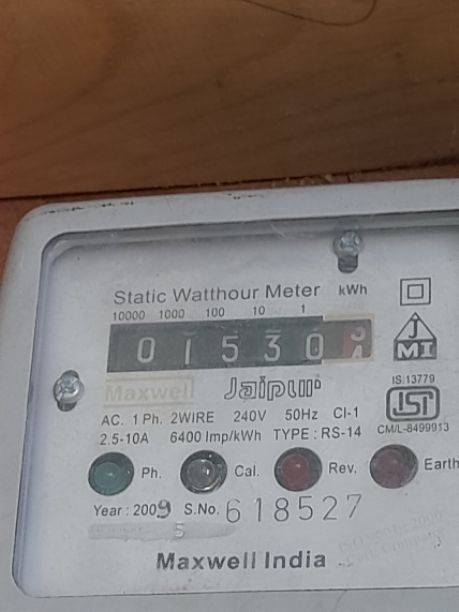 Static Watthour Meter kWh
10000 1000 100 10 1
0 1 5 3 0
J
MI
Maxwell Jaipur
IS:13779
ISI
AC. 1 Ph. 2WIRE 240V 50Hz Cl-1
CM/L-8499913
2.5-10A 6400 Imp/kWh TYPE : RS-14
Ph. Cal. Rev. Earth
Year : 2009 S.No. 618527
5
Maxwell India